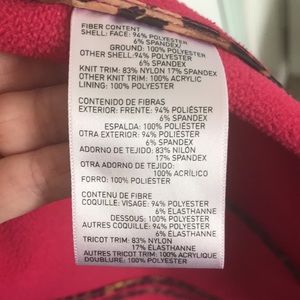 FIBER CONTENT
SHELL: FACE: 94% POLYESTER
6% SPANDEX/
GROUND: 100% POLYESTER
OTHER SHELL:94% POLYESTER
6% SPANDEX
KNIT TRIM: 83% NYLON 17% SPANDEX
OTHER KNIT TRIM: 100% ACRYLIC
LINING: 100% POLYESTER
CONTENIDO DE FIBRAS
EXTERIOR: FRENTE: 94% POLIÉSTER
6% SPANDEX/
ESPALDA: 100% POLIÉSTER
OTRA EXTERIOR: 94% POLIÉSTER
6% SPANDEX
ADORNO DE TEJIDO: 83% NILÓN
17% SPANDEX
OTRA ADORNO DE TEJIDO:
100% ACRÍLICO
FORRO: 100% POLIÉSTER
CONTENU DE FIBRE
COQUILLE: VISAGE: 94% POLYESTER
6% ÉLASTHANNE/
DESSOUS: 100% POLYESTER
AUTRES COQUILLE: 94% POLYESTER
6% ÉLASTHANNE
TRICOT TRIM: 83% NYLON
17% ÉLASTHANNE
AUTRES TRICOT TRIM: 100% ACRYLIQUE
DOUBLURE: 100% POLYESTER